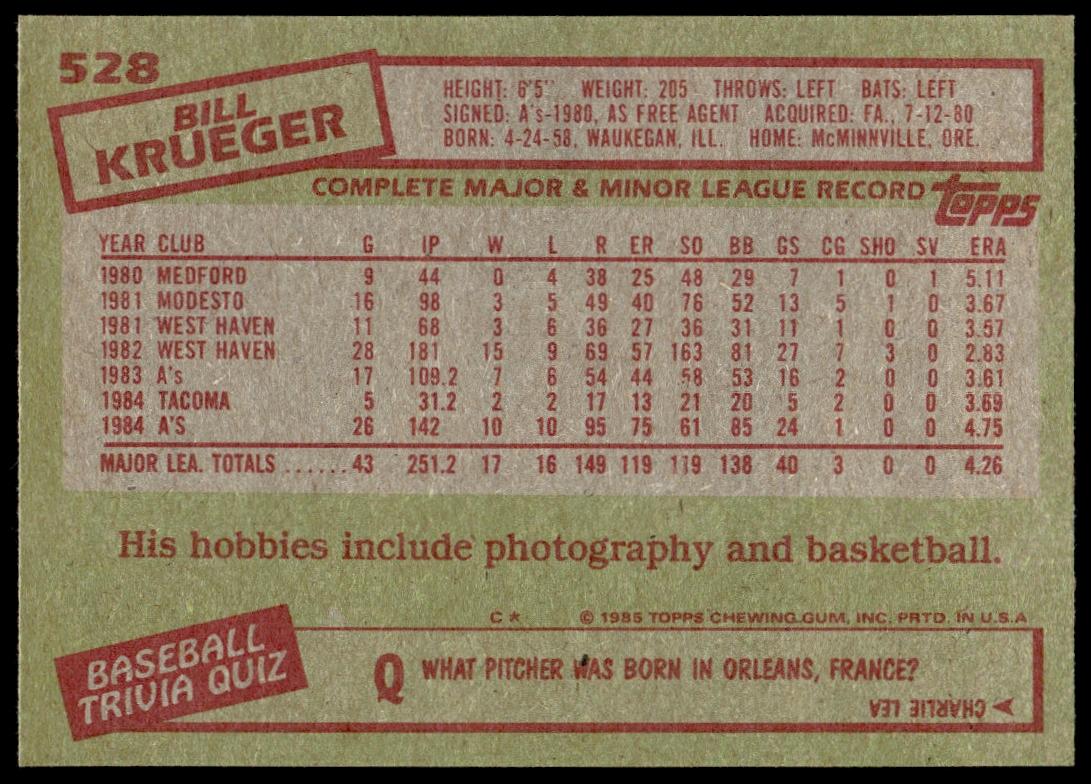 528
BILL
KRUEGER
HEIGHT: 6'5" WEIGHT: 205 THROWS: LEFT BATS: LEFT
SIGNED: A's-1980, AS FREE AGENT ACQUIRED: FA., 7-12-80
BORN: 4-24-58, WAUKEGAN, ILL. HOME: McMINNVILLE, ORE.
COMPLETE MAJOR & MINOR LEAGUE RECORD topps
YEAR CLUB G IP W L R ER SO BB GS CG SHO SV ERA
1980 MEDFORD 9 44 0 4 38 25 48 29 7 1 0 1 5.11
1981 MODESTO 16 98 3 5 49 40 76 52 13 5 1 0 3.67
1981 WEST HAVEN 11 68 3 6 36 27 36 31 11 1 0 0 3.57
1982 WEST HAVEN 28 181 15 9 69 57 163 81 27 7 3 0 2.83
1983 A's 17 109.2 7 6 54 44 58 53 16 2 0 0 3.61
1984 TACOMA 5 31.2 2 2 17 13 21 20 5 2 0 0 3.69
1984 A'S 26 142 10 10 95 75 61 85 24 1 0 0 4.75
MAJOR LEA. TOTALS ...... 43 251.2 17 16 149 119 119 138 40 3 0 0 4.26
His hobbies include photography and basketball.
C* © 1985 TOPPS CHEWING GUM, INC. PRTD. IN U.S.A
BASEBALL
TRIVIA QUIZ
Q WHAT PITCHER WAS BORN IN ORLEANS, FRANCE?
CHARLIE LEA